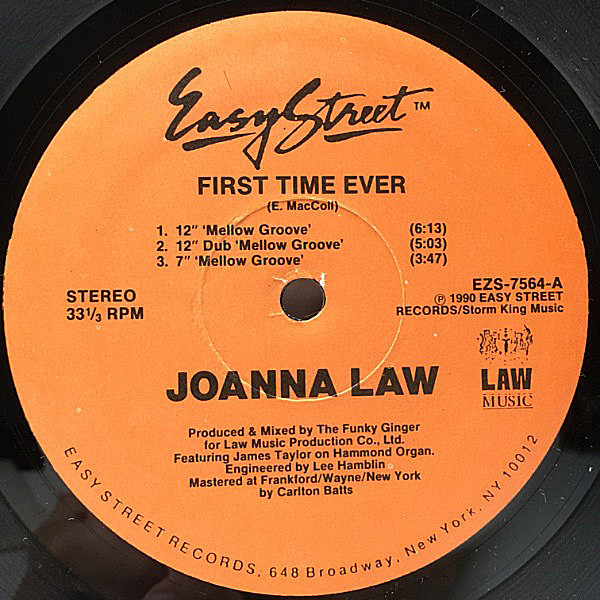 Easy Street™
FIRST TIME EVER
(E. MacColl)
1. 12" 'Mellow Groove' (6:13)
2. 12" Dub 'Mellow Groove' (5:03)
3. 7" 'Mellow Groove' (3:47)
STEREO
33⅓ RPM
EZS-7564-A
Ⓟ 1990 EASY STREET
RECORDS/Storm King Music
JOANNA LAW
LAW
MUSIC
Produced & Mixed by The Funky Ginger
for Law Music Production Co., Ltd.
Featuring James Taylor on Hammond Organ.
Engineered by Lee Hamblin
Mastered at Frankford/Wayne/New York
by Carlton Batts
EASY STREET RECORDS, 648 Broadway, New York, NY 10012